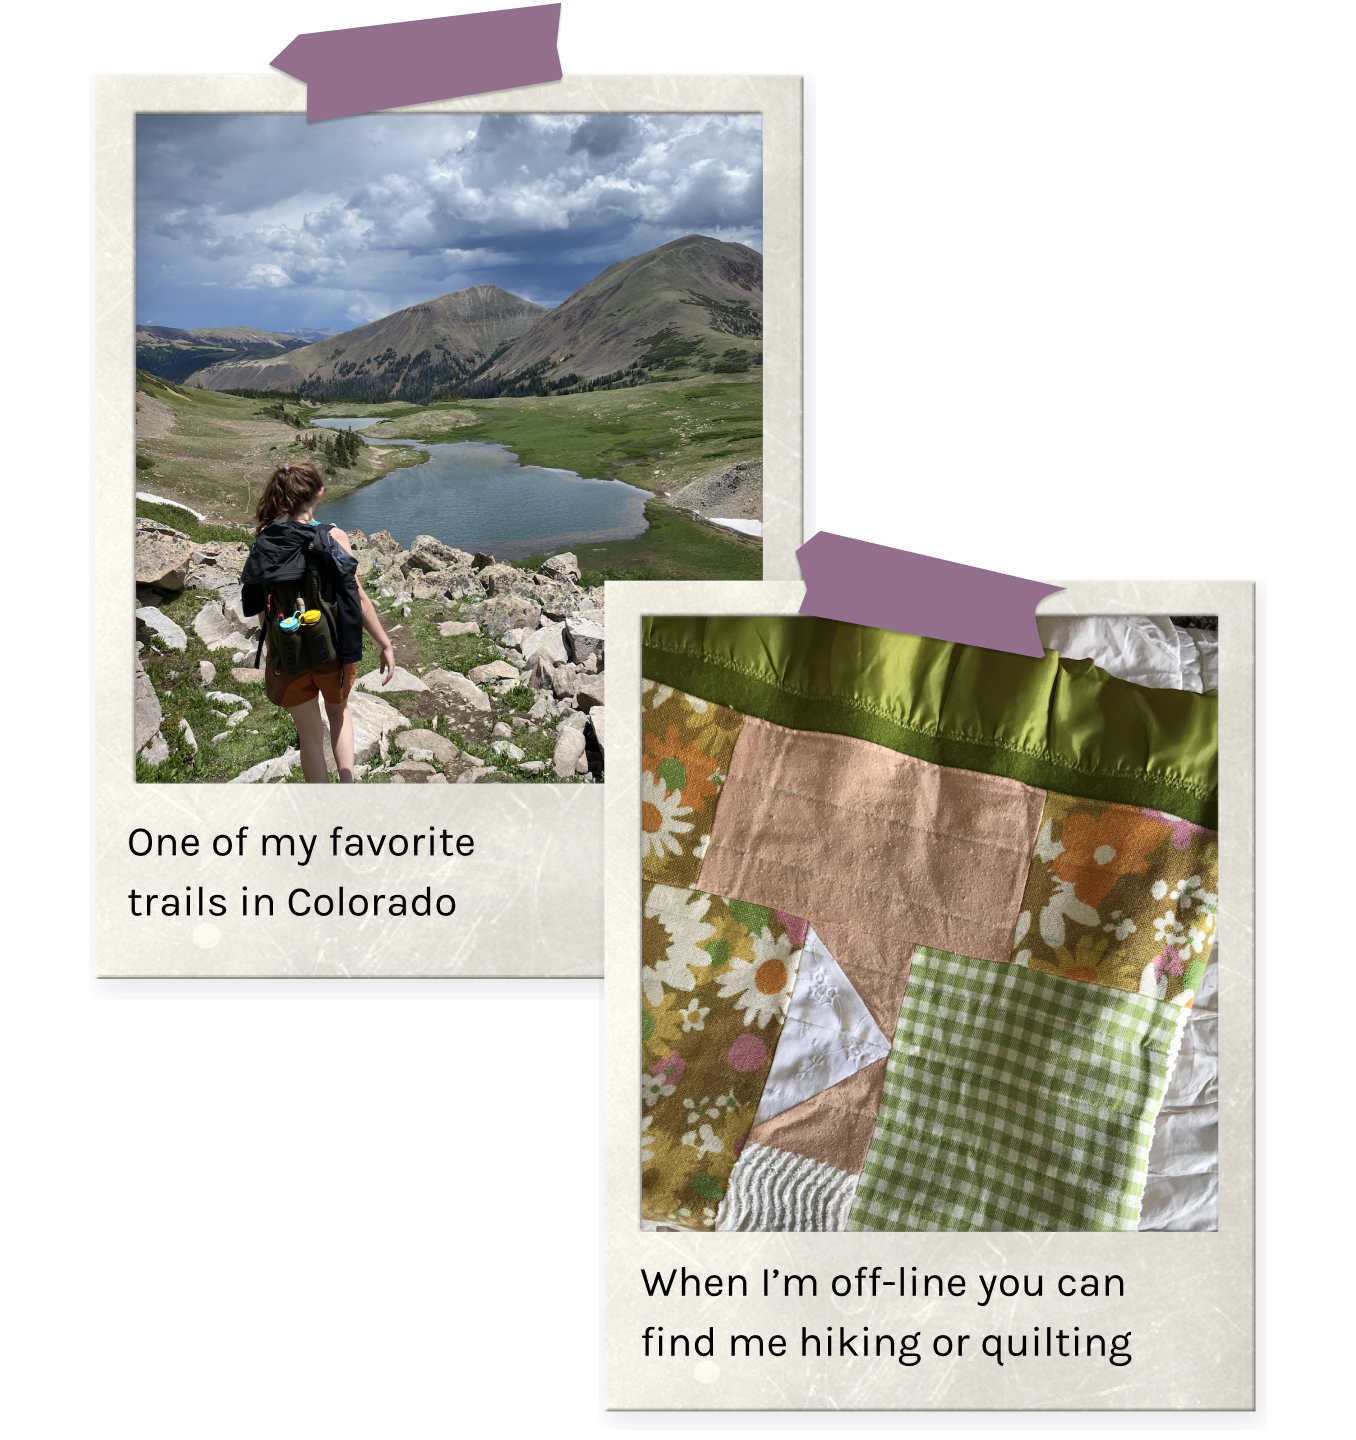 One of my favorite
trails in Colorado
When I’m off-line you can
find me hiking or quilting